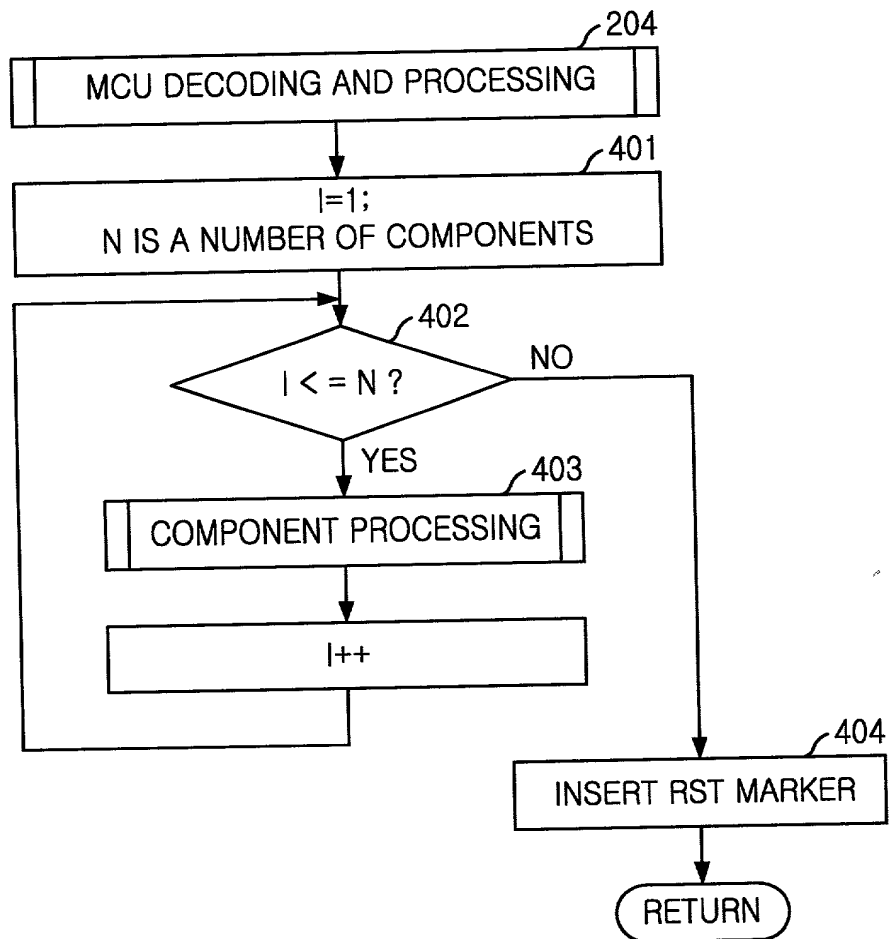 204
MCU DECODING AND PROCESSING
401
I=1;
N IS A NUMBER OF COMPONENTS
402
I < = N ?
NO
YES
403
COMPONENT PROCESSING
I++
404
INSERT RST MARKER
RETURN